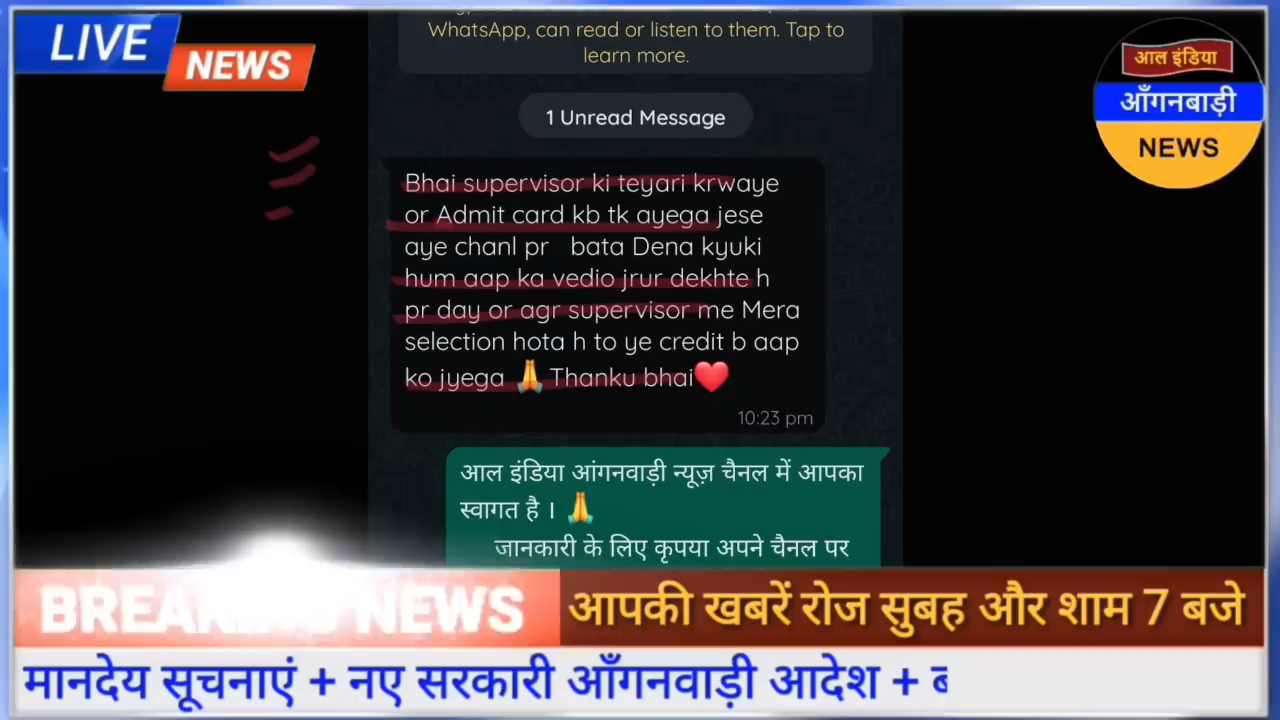 LIVE
NEWS
WhatsApp, can read or listen to them. Tap to
learn more.
आल इंडिया
आँगनबाड़ी
NEWS
1 Unread Message
Bhai supervisor ki teyari krwaye
or Admit card kb tk ayega jese
aye chanl pr bata Dena kyuki
hum aap ka vedio jrur dekhte h
pr day or agr supervisor me Mera
selection hota h to ye credit b aap
ko jyega 🙏Thanku bhai❤️
10:23 pm
आल इंडिया आंगनवाड़ी न्यूज़ चैनल में आपका
स्वागत है । 🙏
जानकारी के लिए कृपया अपने चैनल पर
BREAKING NEWS
आपकी खबरें रोज सुबह और शाम 7 बजे
मानदेय सूचनाएं + नए सरकारी आँगनवाड़ी आदेश +